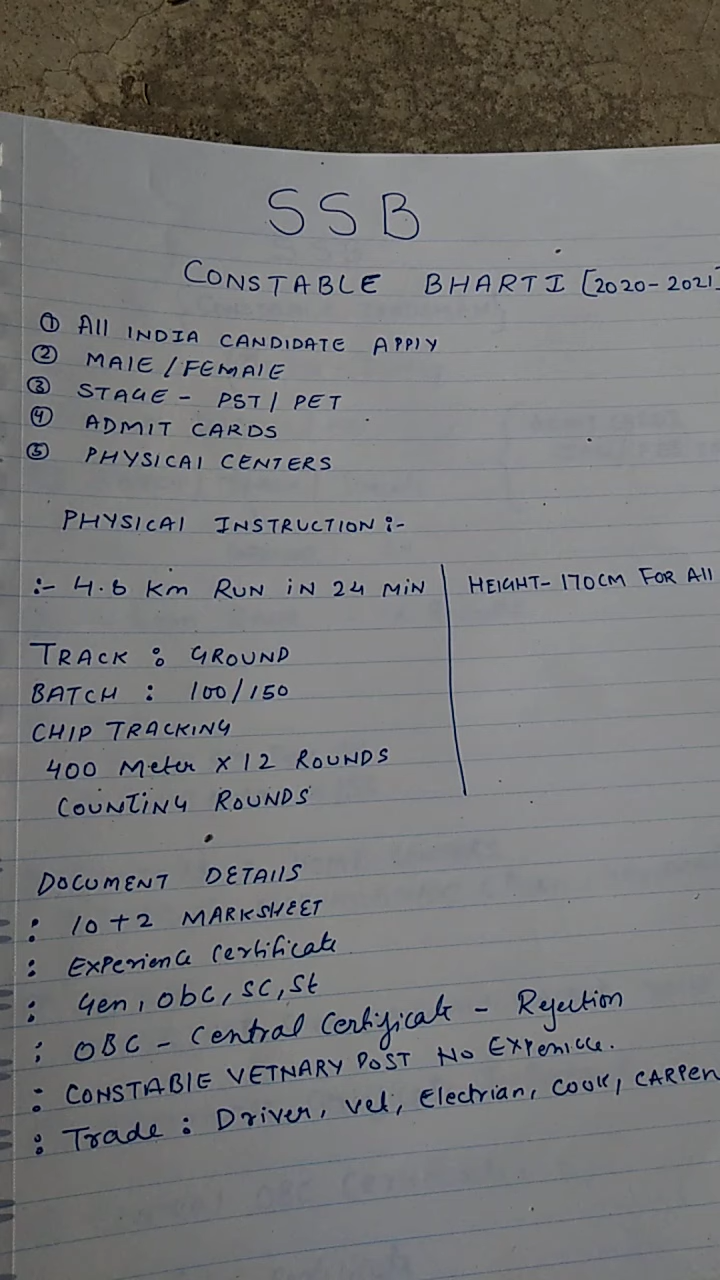 SSB
CONSTABLE BHARTI [2020-2021]
① All INDIA CANDIDATE APPlY
② MAlE / FEMAlE
③ STAGE - PST / PET
④ ADMIT CARDS
⑤ PHYSICAl CENTERS
PHYSICAl INSTRUCTION :-
:- 4.8 Km RUN iN 24 MiN
HEIGHT- 170CM FOR All
TRACK : GROUND
BATCH : 100/150
CHIP TRACKING
400 Meter X 12 ROUNDS
COUNTING ROUNDS
DOCUMENT DETAIlS
: 10+2 MARKSHEET
: Experience Certificate
: Gen, ObC, SC, St
: OBC - Central Certificate - Rejection
: CONSTABlE VETNARY POST NO EXPERIENCE.
: Trade : Driver, Vet, Electrian, Cook, CARPEN